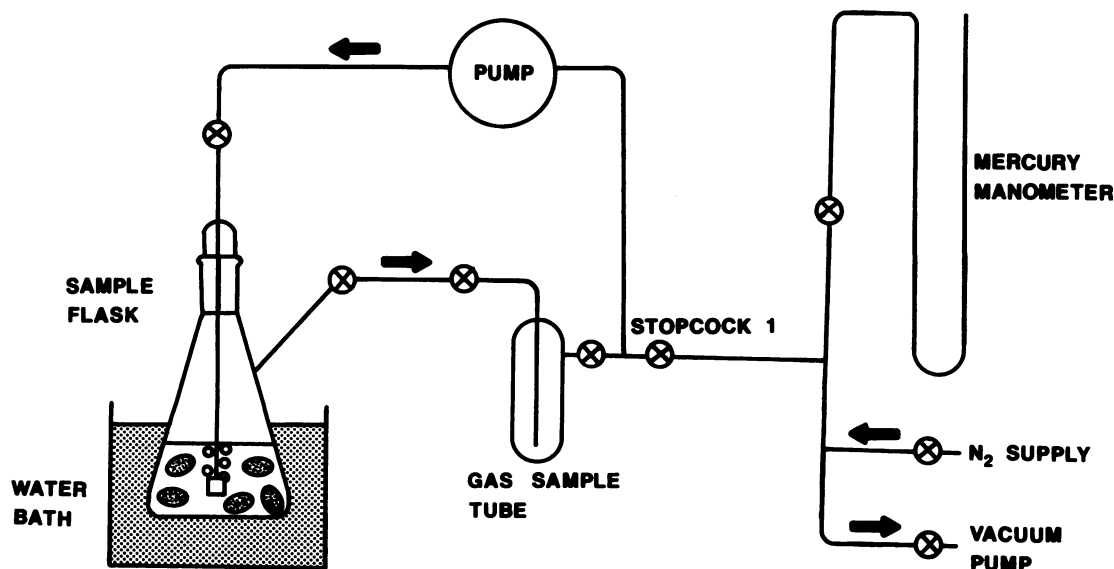 PUMP
MERCURY
MANOMETER
SAMPLE
FLASK
STOPCOCK 1
GAS SAMPLE
TUBE
N₂ SUPPLY
WATER
BATH
VACUUM
PUMP